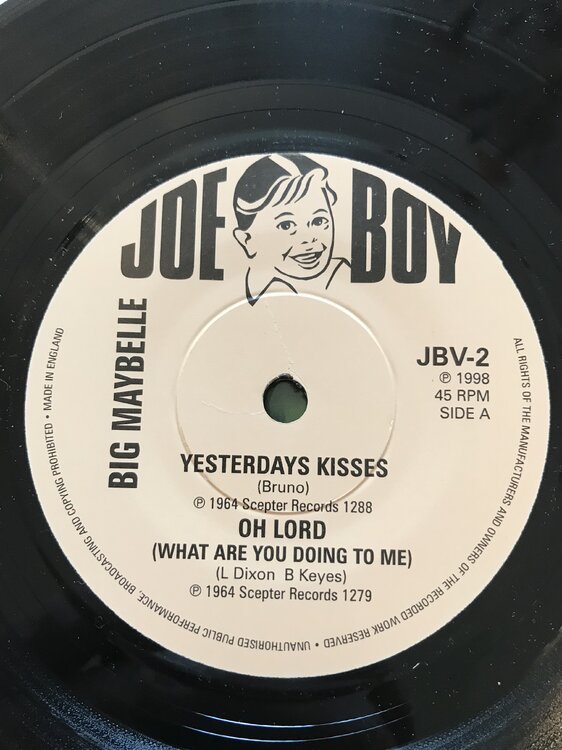 JOE BOY
BIG MAYBELLE
JBV-2
℗ 1998
45 RPM
SIDE A
YESTERDAYS KISSES
(Bruno)
℗ 1964 Scepter Records 1288
OH LORD
(WHAT ARE YOU DOING TO ME)
(L Dixon B Keyes)
℗ 1964 Scepter Records 1279
ALL RIGHTS OF THE MANUFACTURERS AND OWNERS OF THE RECORDED WORK RESERVED • UNAUTHORISED PUBLIC PERFORMANCE, BROADCASTING AND COPYING PROHIBITED • MADE IN ENGLAND